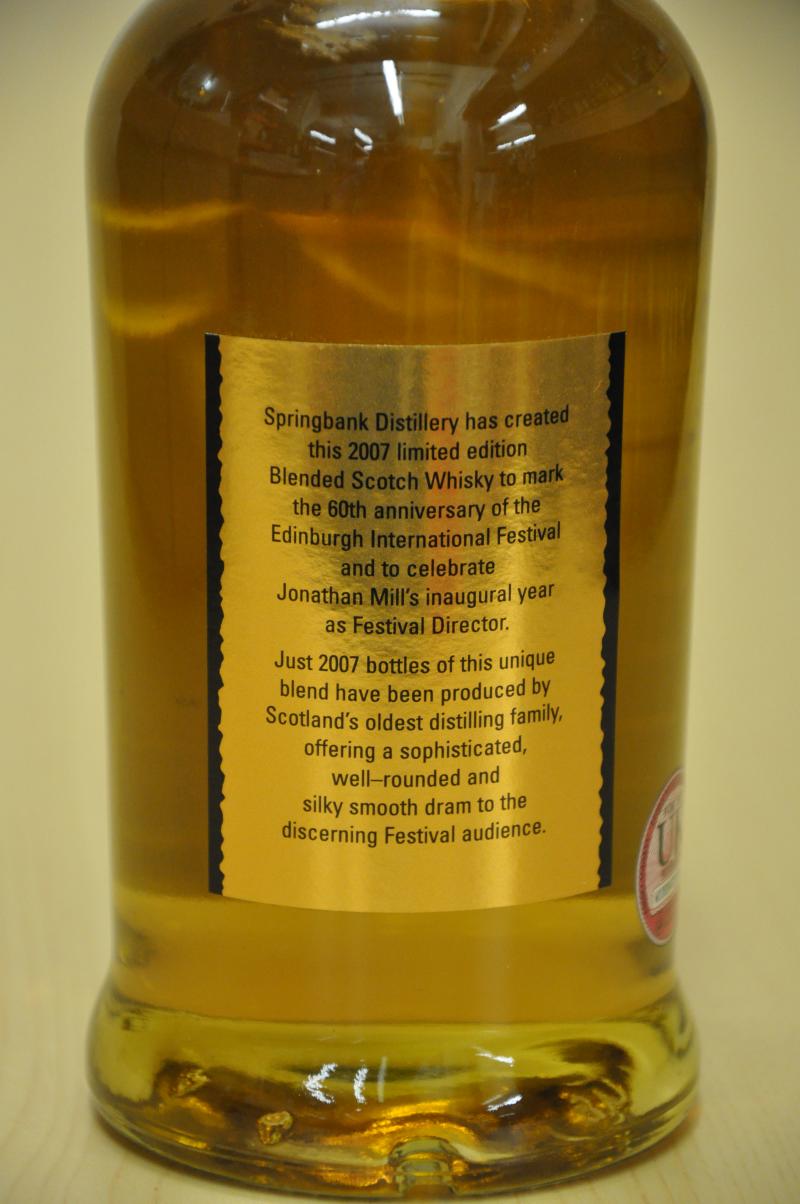 Springbank Distillery has created
this 2007 limited edition
Blended Scotch Whisky to mark
the 60th anniversary of the
Edinburgh International Festival
and to celebrate
Jonathan Mill's inaugural year
as Festival Director.
Just 2007 bottles of this unique
blend have been produced by
Scotland's oldest distilling family,
offering a sophisticated,
well–rounded and
silky smooth dram to the
discerning Festival audience.